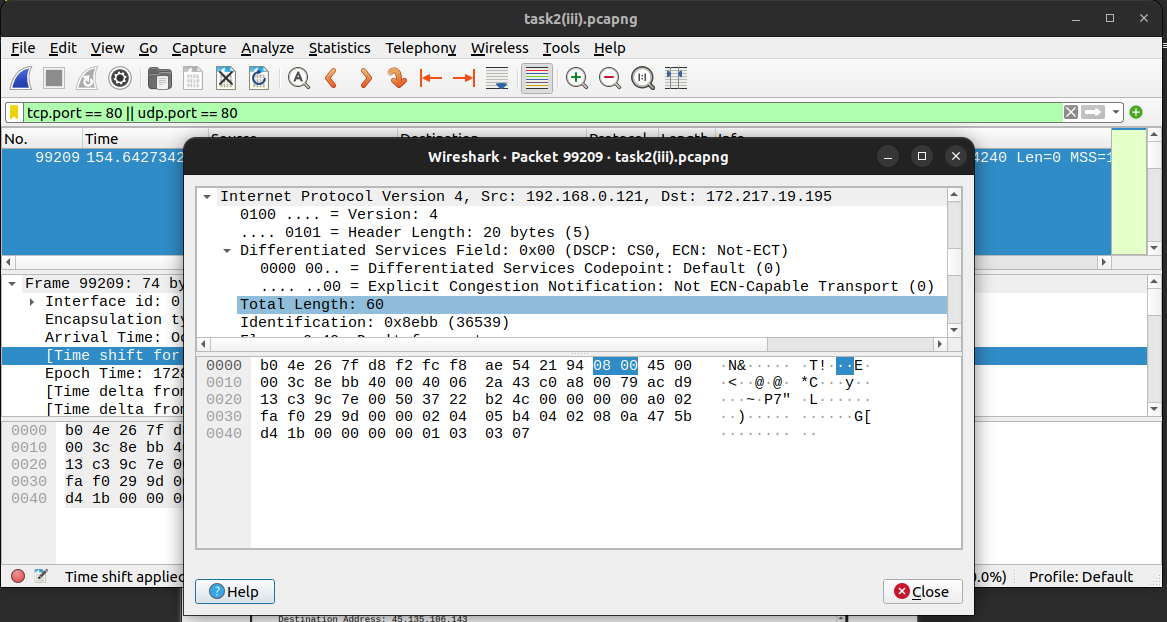 task2(iii).pcapng
File Edit View Go Capture Analyze Statistics Telephony Wireless Tools Help
tcp.port == 80 || udp.port == 80
No. Time Source Destination Protocol Length Info
99209 154.6427342
4240 Len=0 MSS=1
Wireshark · Packet 99209 · task2(iii).pcapng
Internet Protocol Version 4, Src: 192.168.0.121, Dst: 172.217.19.195
0100 .... = Version: 4
.... 0101 = Header Length: 20 bytes (5)
Differentiated Services Field: 0x00 (DSCP: CS0, ECN: Not-ECT)
0000 00.. = Differentiated Services Codepoint: Default (0)
.... ..00 = Explicit Congestion Notification: Not ECN-Capable Transport (0)
Total Length: 60
Identification: 0x8ebb (36539)
0000 b0 4e 26 7f d8 f2 fc f8 ae 54 21 94 08 00 45 00 ·N&····· ·T!···E·
0010 00 3c 8e bb 40 00 40 06 2a 43 c0 a8 00 79 ac d9 ·<··@·@· *C···y··
0020 13 c3 9c 7e 00 50 37 22 b2 4c 00 00 00 00 a0 02 ···~·P7" ·L······
0030 fa f0 29 9d 00 00 02 04 05 b4 04 02 08 0a 47 5b ··)····· ······G[
0040 d4 1b 00 00 00 00 01 03 03 07 ········ ··
Help
Close
Frame 99209: 74 by
Interface id: 0
Encapsulation ty
Arrival Time: Oc
[Time shift for
Epoch Time: 1728
[Time delta from
[Time delta from
0000 b0 4e 26 7f d
0010 00 3c 8e bb 4
0020 13 c3 9c 7e 0
0030 fa f0 29 9d 0
0040 d4 1b 00 00 0
Time shift applied
.0%)
Profile: Default
Destination Address: 45.135.106.143